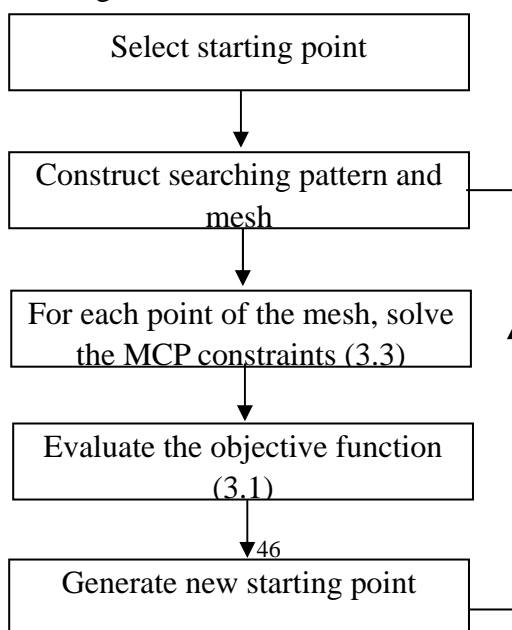 Select starting point
Construct searching pattern and
mesh
For each point of the mesh, solve
the MCP constraints (3.3)
Evaluate the objective function
(3.1)
46
Generate new starting point